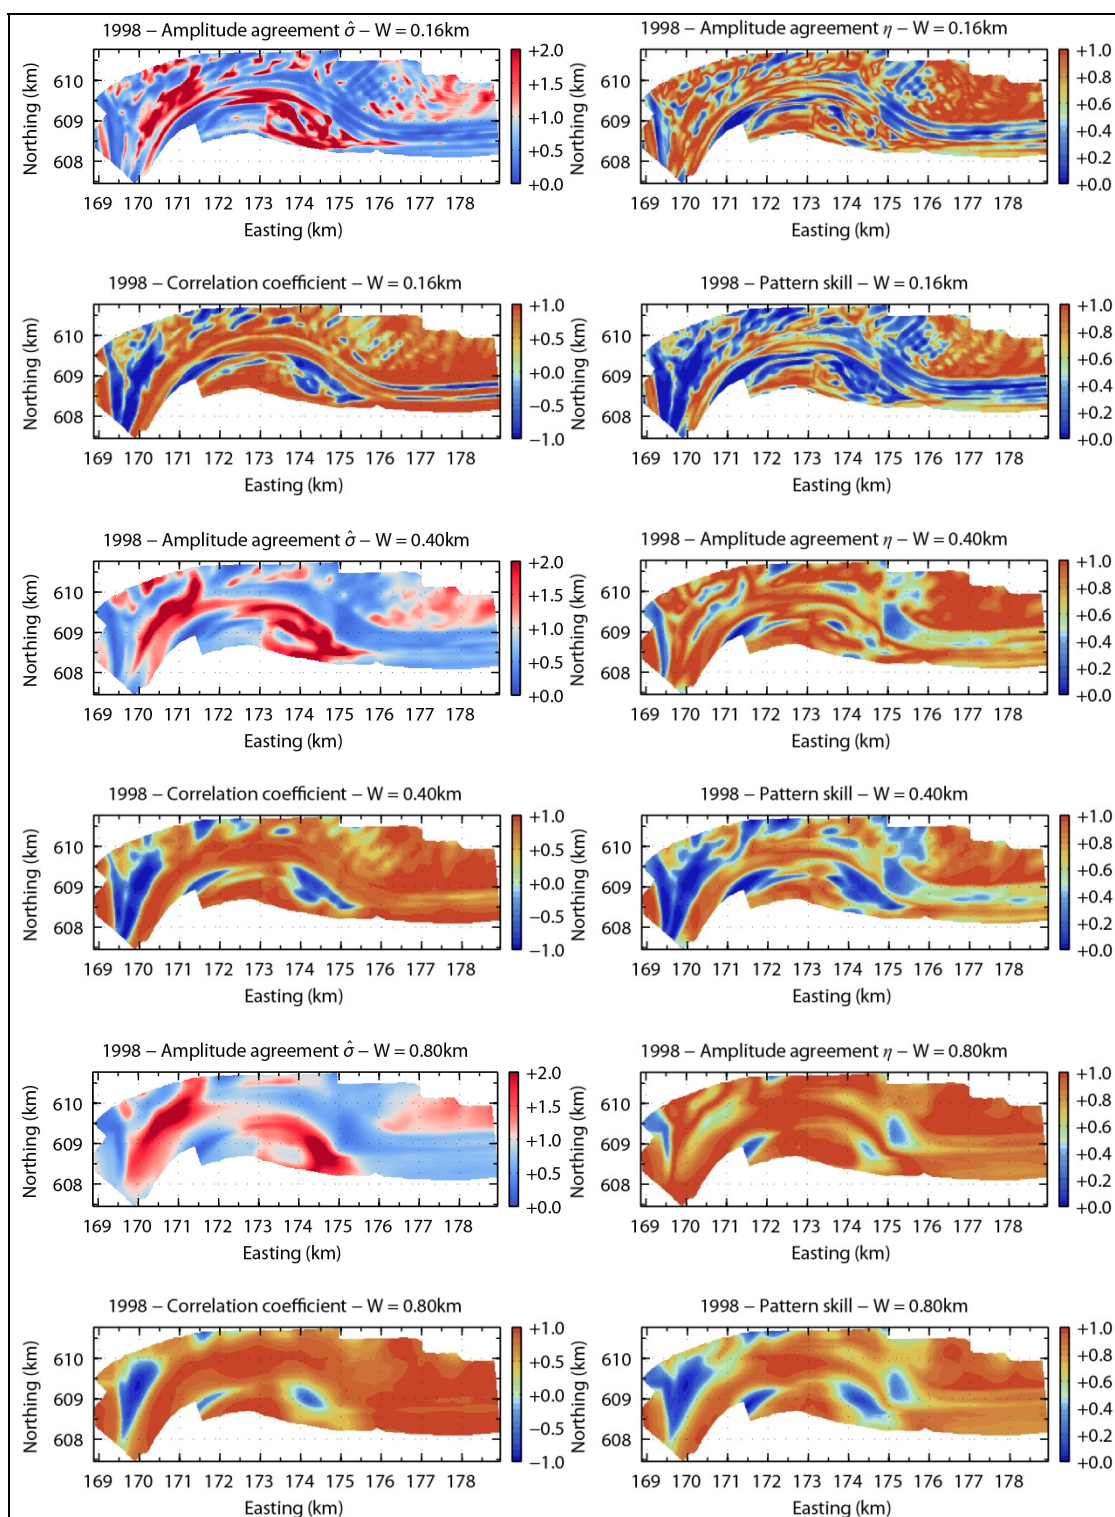 1998 – Amplitude agreement σ̂ – W = 0.16km
Northing (km)
610
609
608
169 170 171 172 173 174 175 176 177 178
Easting (km)
+2.0
+1.5
+1.0
+0.5
+0.0
1998 – Amplitude agreement η – W = 0.16km
Northing (km)
610
609
608
169 170 171 172 173 174 175 176 177 178
Easting (km)
+1.0
+0.8
+0.6
+0.4
+0.2
+0.0
1998 – Correlation coefficient – W = 0.16km
Northing (km)
610
609
608
169 170 171 172 173 174 175 176 177 178
Easting (km)
+1.0
+0.5
+0.0
−0.5
−1.0
1998 – Pattern skill – W = 0.16km
Northing (km)
610
609
608
169 170 171 172 173 174 175 176 177 178
Easting (km)
+1.0
+0.8
+0.6
+0.4
+0.2
+0.0
1998 – Amplitude agreement σ̂ – W = 0.40km
Northing (km)
610
609
608
169 170 171 172 173 174 175 176 177 178
Easting (km)
+2.0
+1.5
+1.0
+0.5
+0.0
1998 – Amplitude agreement η – W = 0.40km
Northing (km)
610
609
608
169 170 171 172 173 174 175 176 177 178
Easting (km)
+1.0
+0.8
+0.6
+0.4
+0.2
+0.0
1998 – Correlation coefficient – W = 0.40km
Northing (km)
610
609
608
169 170 171 172 173 174 175 176 177 178
Easting (km)
+1.0
+0.5
+0.0
−0.5
−1.0
1998 – Pattern skill – W = 0.40km
Northing (km)
610
609
608
169 170 171 172 173 174 175 176 177 178
Easting (km)
+1.0
+0.8
+0.6
+0.4
+0.2
+0.0
1998 – Amplitude agreement σ̂ – W = 0.80km
Northing (km)
610
609
608
169 170 171 172 173 174 175 176 177 178
Easting (km)
+2.0
+1.5
+1.0
+0.5
+0.0
1998 – Amplitude agreement η – W = 0.80km
Northing (km)
610
609
608
169 170 171 172 173 174 175 176 177 178
Easting (km)
+1.0
+0.8
+0.6
+0.4
+0.2
+0.0
1998 – Correlation coefficient – W = 0.80km
Northing (km)
610
609
608
169 170 171 172 173 174 175 176 177 178
Easting (km)
+1.0
+0.5
+0.0
−0.5
−1.0
1998 – Pattern skill – W = 0.80km
Northing (km)
610
609
608
169 170 171 172 173 174 175 176 177 178
Easting (km)
+1.0
+0.8
+0.6
+0.4
+0.2
+0.0